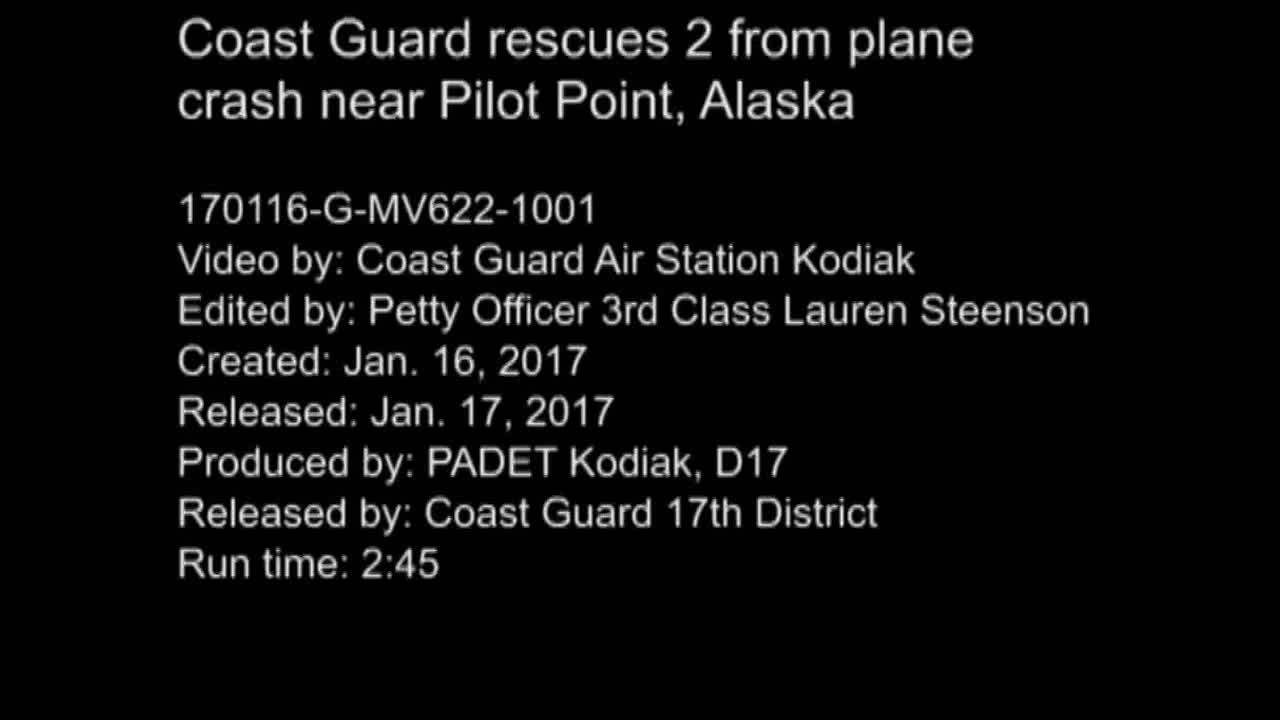 Coast Guard rescues 2 from plane
crash near Pilot Point, Alaska
170116-G-MV622-1001
Video by: Coast Guard Air Station Kodiak
Edited by: Petty Officer 3rd Class Lauren Steenson
Created: Jan. 16, 2017
Released: Jan. 17, 2017
Produced by: PADET Kodiak, D17
Released by: Coast Guard 17th District
Run time: 2:45